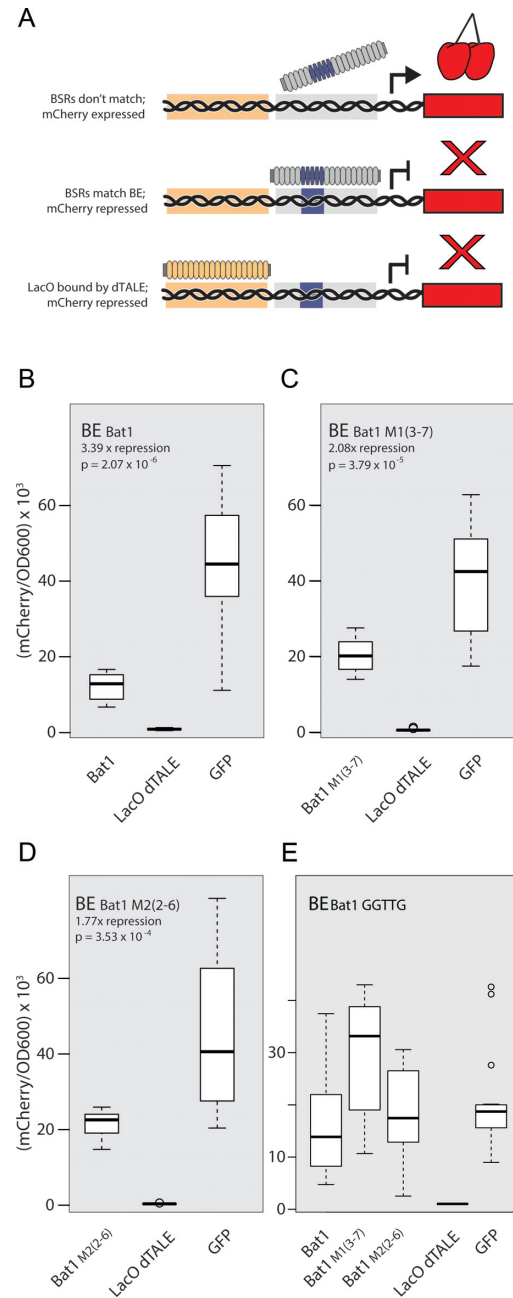 A
BSRs don't match;
mCherry expressed
BSRs match BE;
mCherry repressed
LacO bound by dTALE;
mCherry repressed
B
BE Bat1
3.39 x repression
p = 2.07 x 10⁻⁶
(mCherry/OD600) x 10³
60
40
20
0
Bat1
LacO dTALE
GFP
C
BE Bat1 M1(3-7)
2.08x repression
p = 3.79 x 10⁻⁵
60
40
20
0
Bat1 M1(3-7)
LacO dTALE
GFP
D
BE Bat1 M2(2-6)
1.77x repression
p = 3.53 x 10⁻⁴
(mCherry/OD600) x 10³
60
40
20
0
Bat1 M2(2-6)
LacO dTALE
GFP
E
BE Bat1 GGTTG
30
10
0
Bat1
Bat1 M1(3-7)
Bat1 M2(2-6)
LacO dTALE
GFP